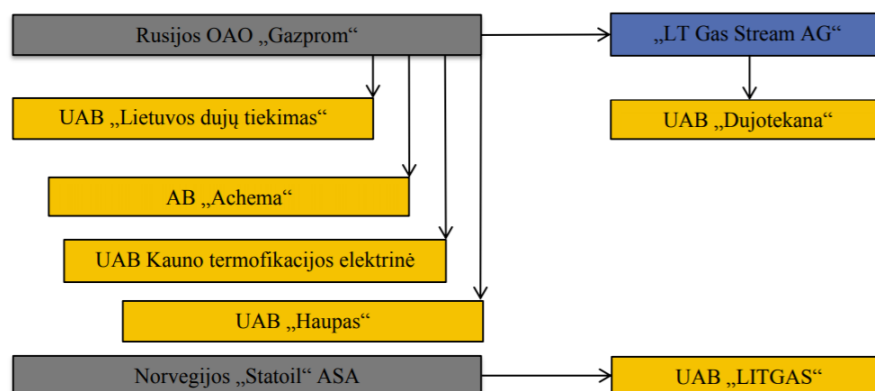 Rusijos OAO „Gazprom“
„LT Gas Stream AG“
UAB „Lietuvos dujų tiekimas“
UAB „Dujotekana“
AB „Achema“
UAB Kauno termofikacijos elektrinė
UAB „Haupas“
Norvegijos „Statoil“ ASA
UAB „LITGAS“